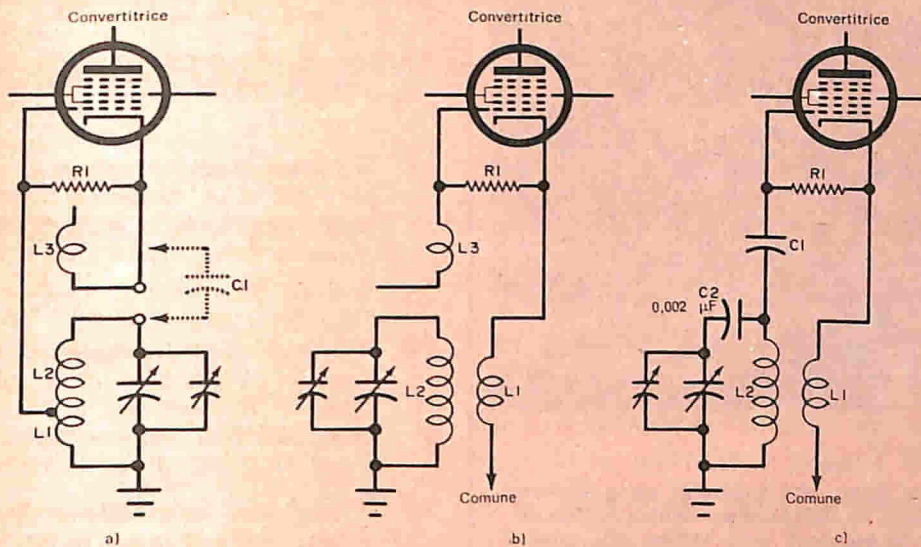 Convertitrice
R1
L3
C1
L2
L1
a)
Convertitrice
R1
L3
L2
L1
Comune
b)
Convertitrice
R1
C1
C2
0,002 µF
L2
L1
Comune
c)